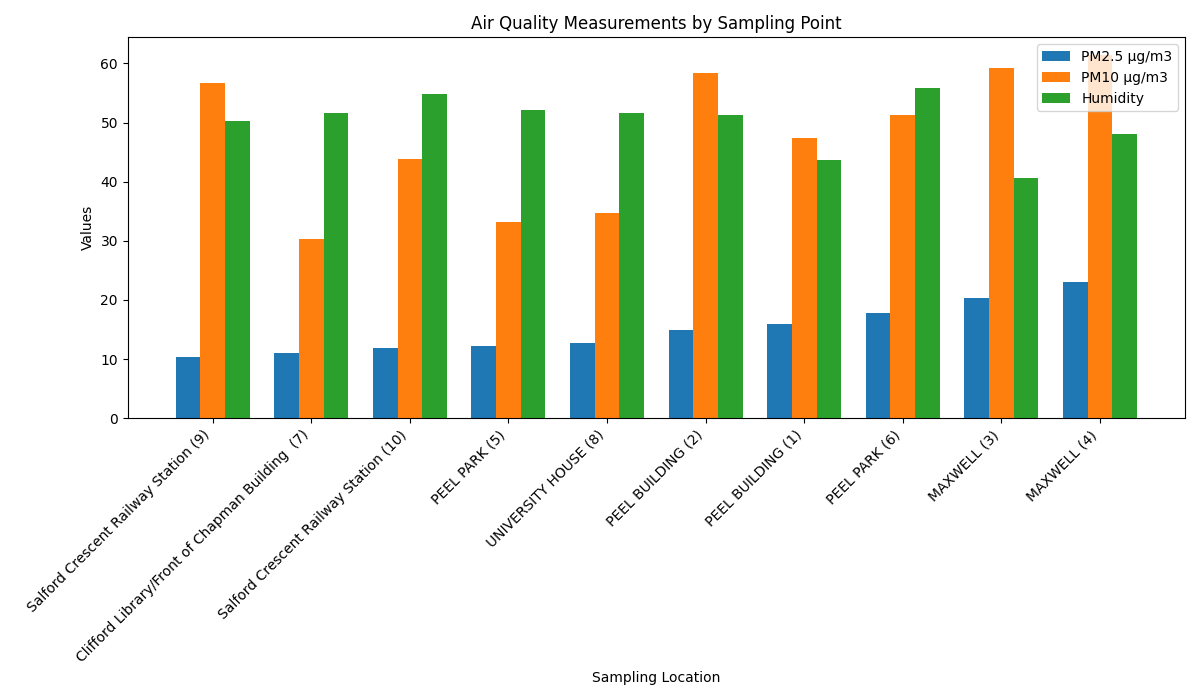 Air Quality Measurements by Sampling Point
PM2.5 µg/m3
PM10 µg/m3
Humidity
Values
60
50
40
30
20
10
0
Salford Crescent Railway Station (9)
Clifford Library/Front of Chapman Building  (7)
Salford Crescent Railway Station (10)
PEEL PARK (5)
UNIVERSITY HOUSE (8)
PEEL BUILDING (2)
PEEL BUILDING (1)
PEEL PARK (6)
MAXWELL (3)
MAXWELL (4)
Sampling Location